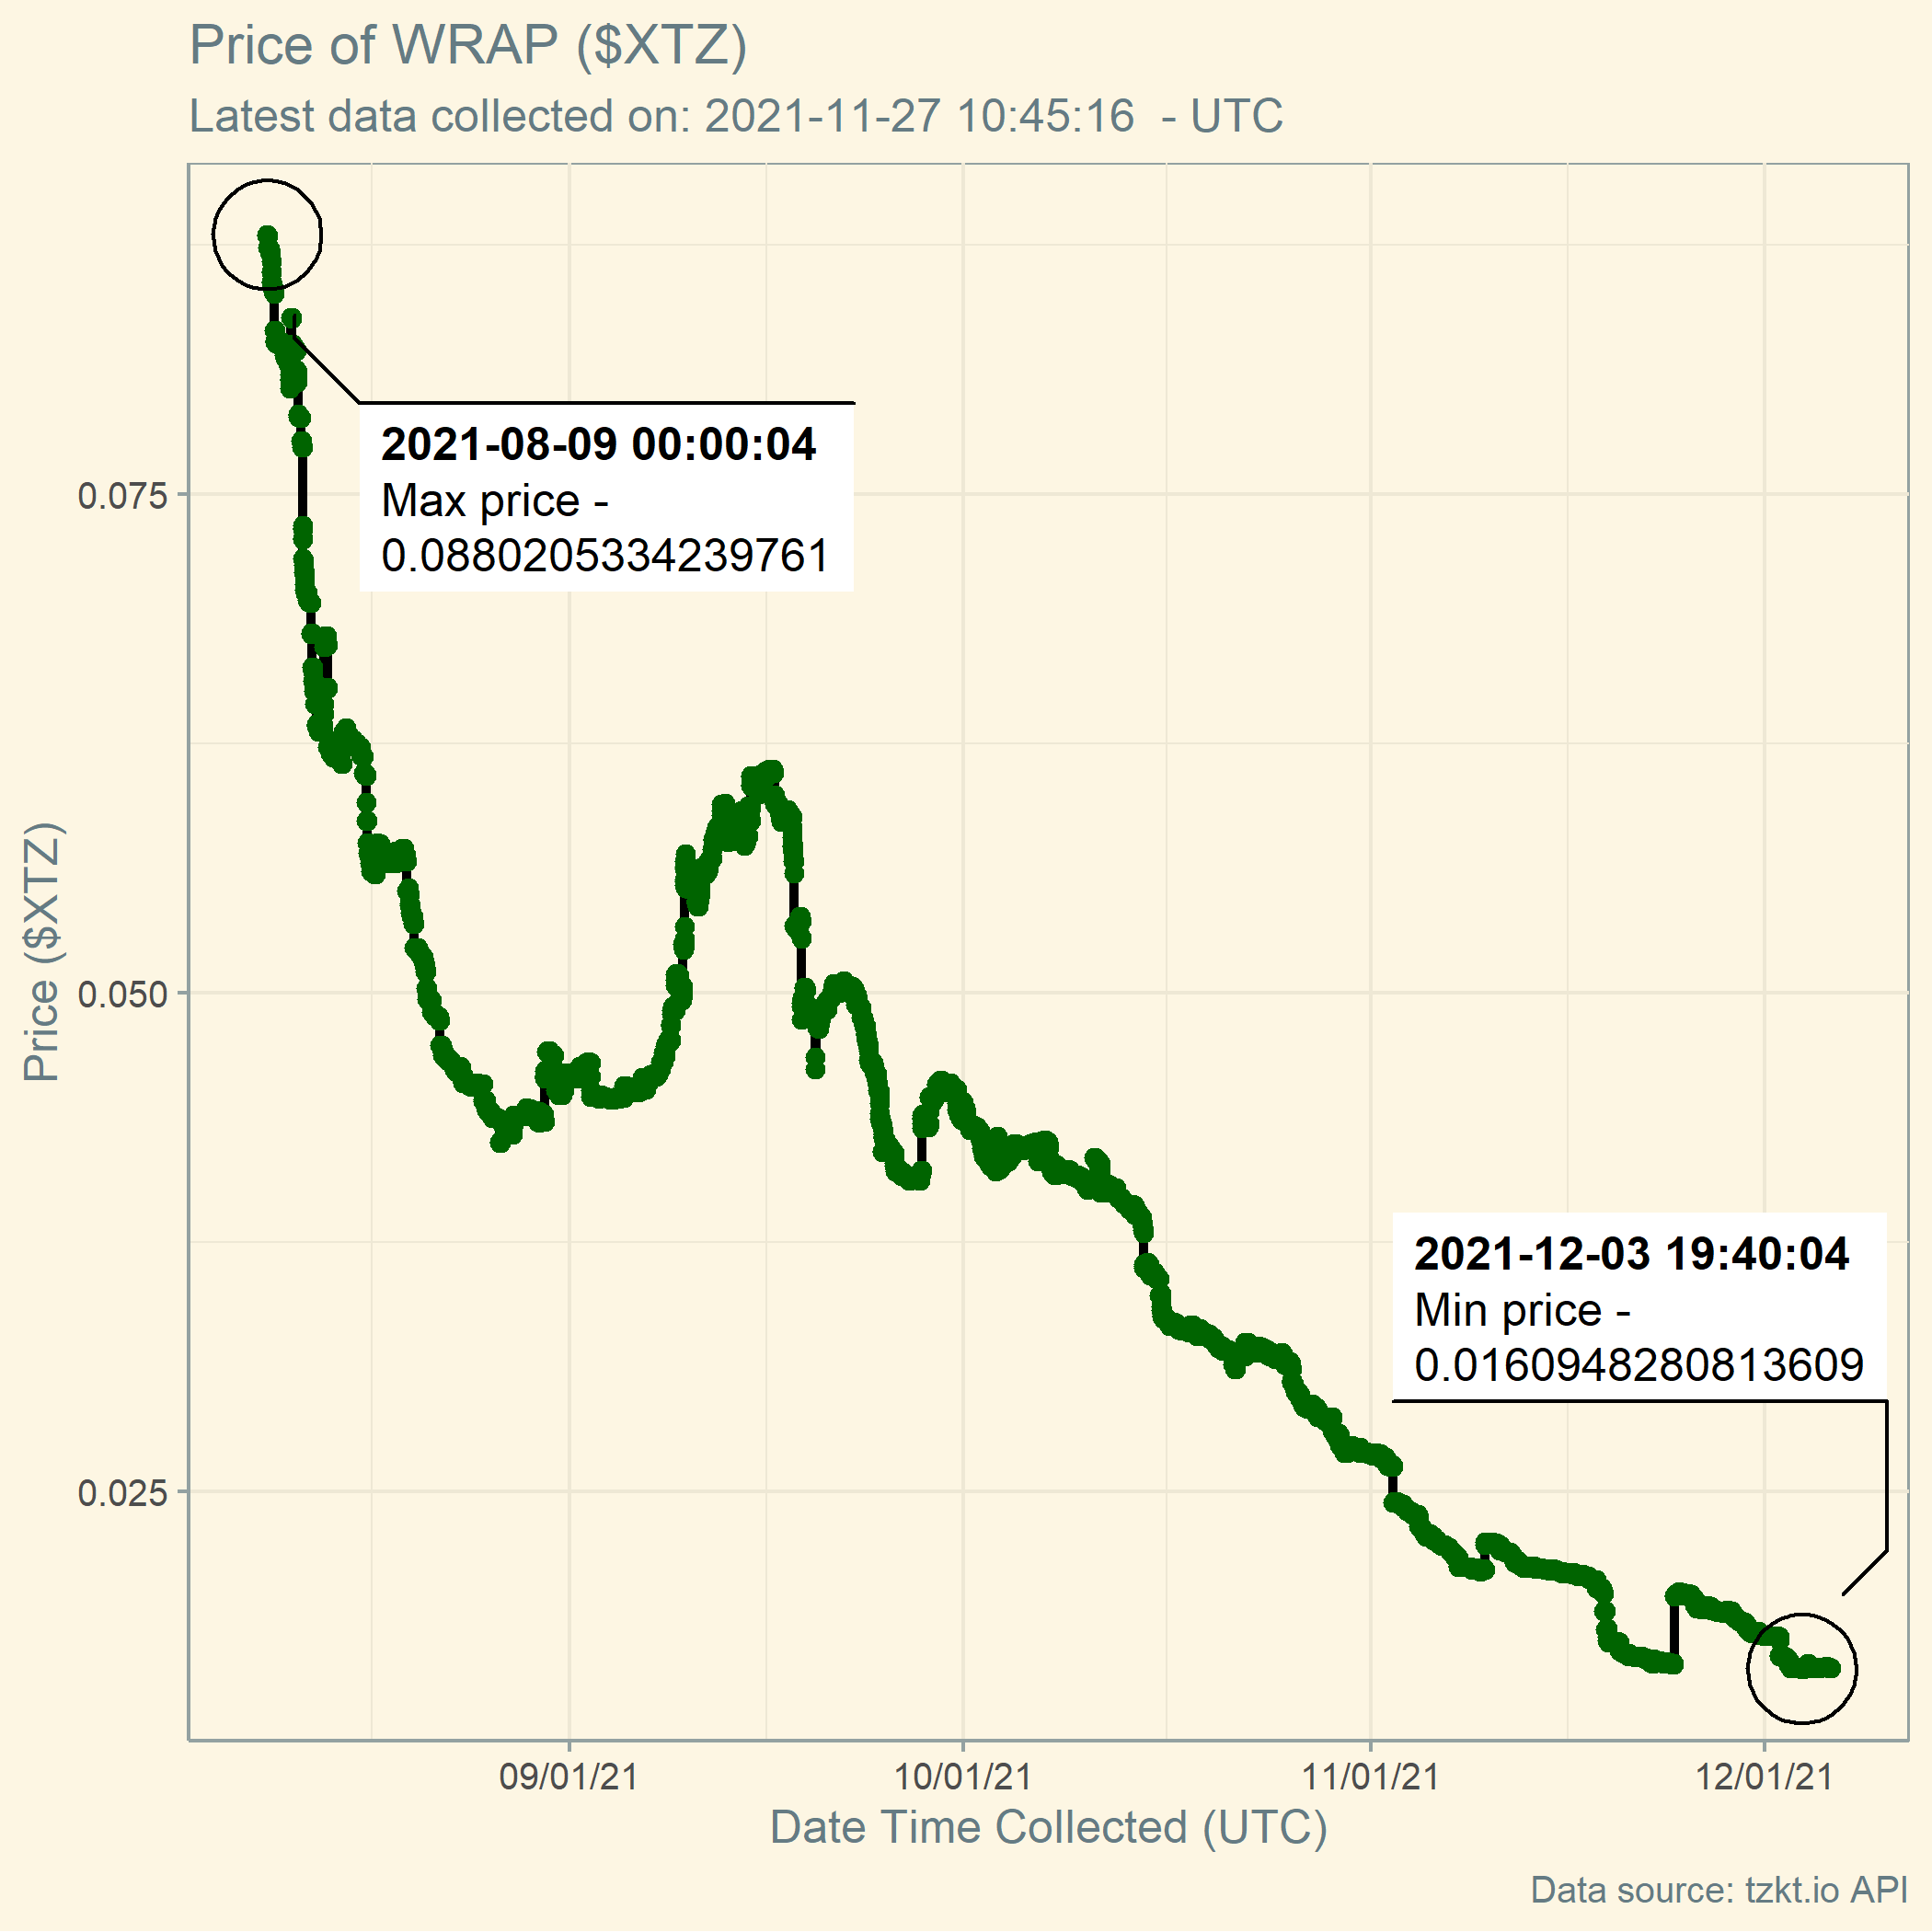 Price of WRAP ($XTZ)
Latest data collected on: 2021-11-27 10:45:16  - UTC
2021-08-09 00:00:04
Max price -
0.0880205334239761
0.075
0.050
0.025
Price ($XTZ)
2021-12-03 19:40:04
Min price -
0.0160948280813609
09/01/21
10/01/21
11/01/21
12/01/21
Date Time Collected (UTC)
Data source: tzkt.io API